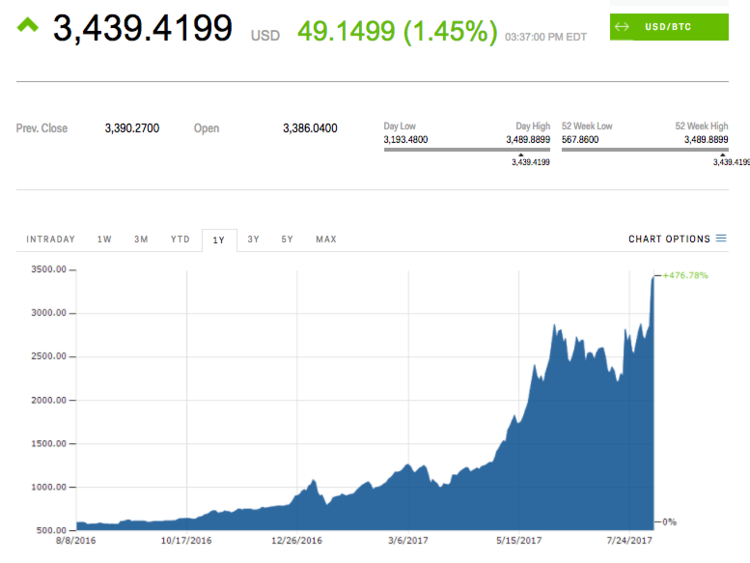 3,439.4199 USD 49.1499 (1.45%) 03:37:00 PM EDT USD/BTC
Prev. Close 3,390.2700 Open 3,386.0400
Day Low Day High 52 Week Low 52 Week High
3,193.4800 3,489.8899 567.8600 3,489.8899
3,439.4199 3,439.4199
INTRADAY 1W 3M YTD 1Y 3Y 5Y MAX CHART OPTIONS
3500.00
+476.78%
3000.00
2500.00
2000.00
1500.00
1000.00
500.00
0%
8/8/2016 10/17/2016 12/26/2016 3/6/2017 5/15/2017 7/24/2017